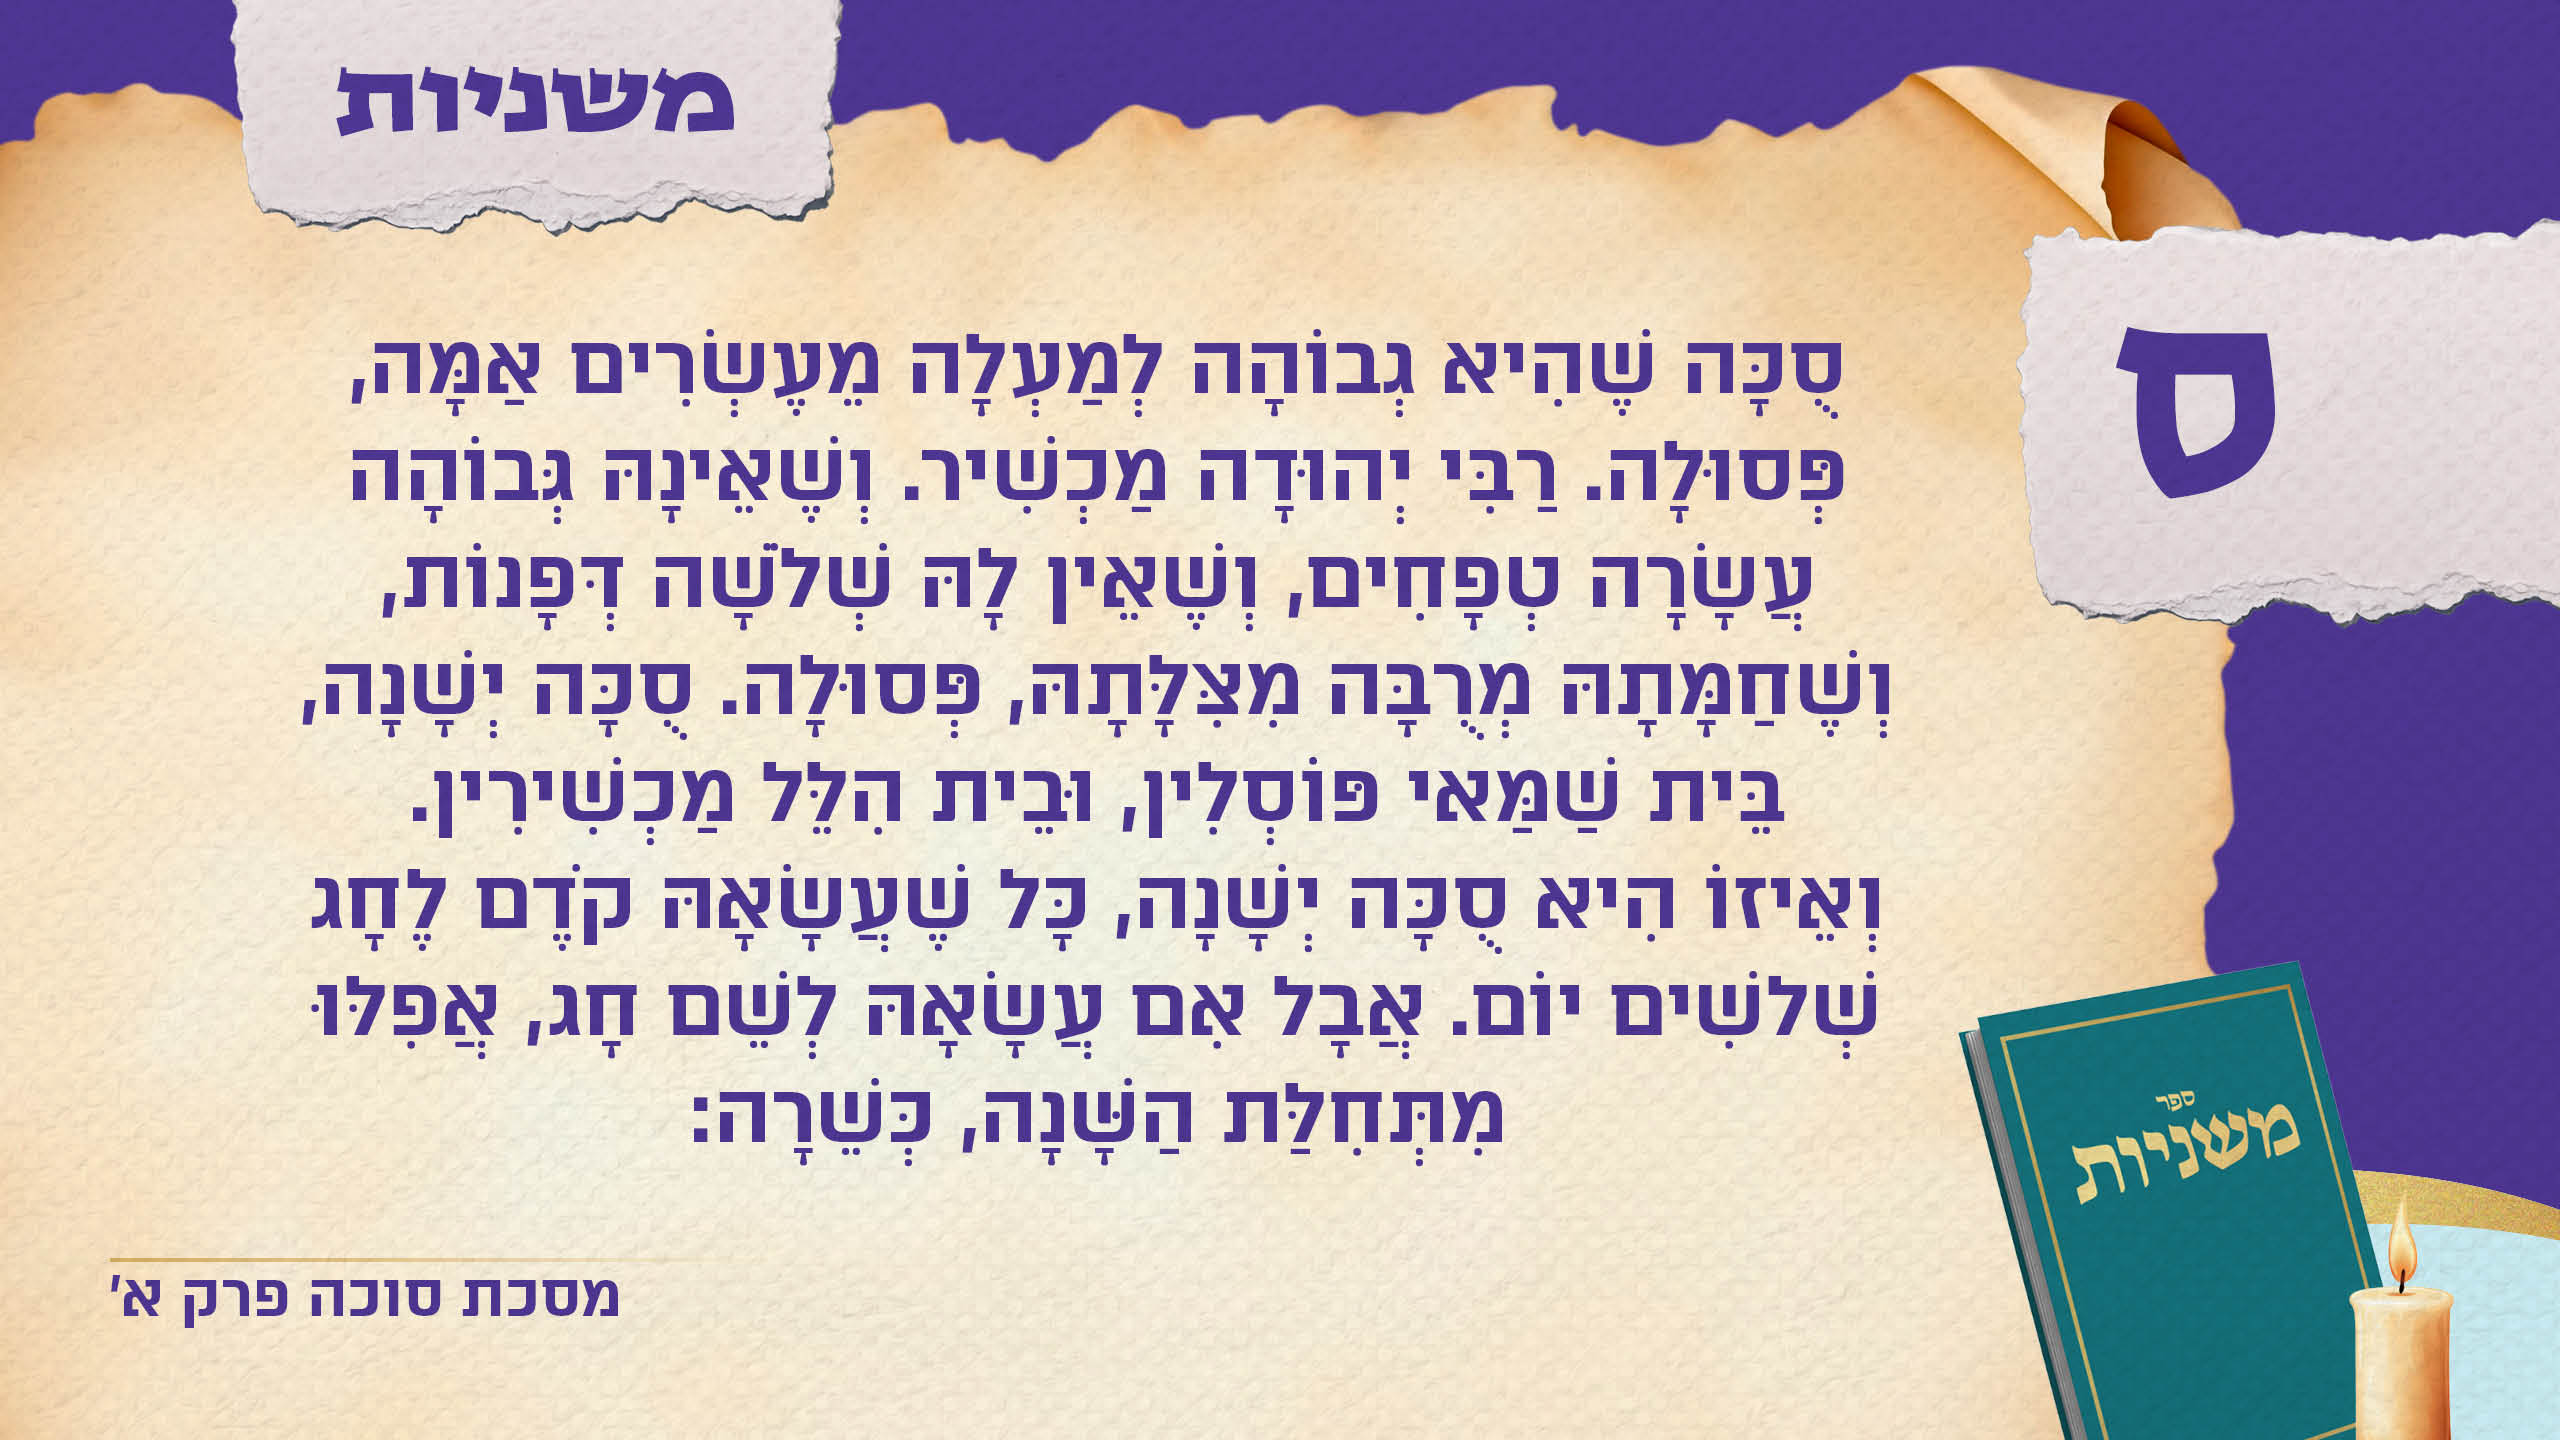 משניות
ס
סֻכָּה שֶׁהִיא גְבוֹהָה לְמַעְלָה מֵעֶשְׂרִים אַמָּה,
פְּסוּלָה. רַבִּי יְהוּדָה מַכְשִׁיר. וְשֶׁאֵינָהּ גְּבוֹהָה
עֲשָׂרָה טְפָחִים, וְשֶׁאֵין לָהּ שְׁלֹשָׁה דְּפָנוֹת,
וְשֶׁחַמָּתָהּ מְרֻבָּה מִצִּלָּתָהּ, פְּסוּלָה. סֻכָּה יְשָׁנָה,
בֵּית שַׁמַּאי פּוֹסְלִין, וּבֵית הִלֵּל מַכְשִׁירִין.
וְאֵיזוֹ הִיא סֻכָּה יְשָׁנָה, כָּל שֶׁעֲשָׂאָהּ קֹדֶם לֶחָג
שְׁלשִׁים יוֹם. אֲבָל אִם עֲשָׂאָהּ לְשֵׁם חָג, אֲפִלּוּ
מִתְּחִלַּת הַשָּׁנָה, כְּשֵׁרָה:
ספר
משניות
מסכת סוכה פרק א'